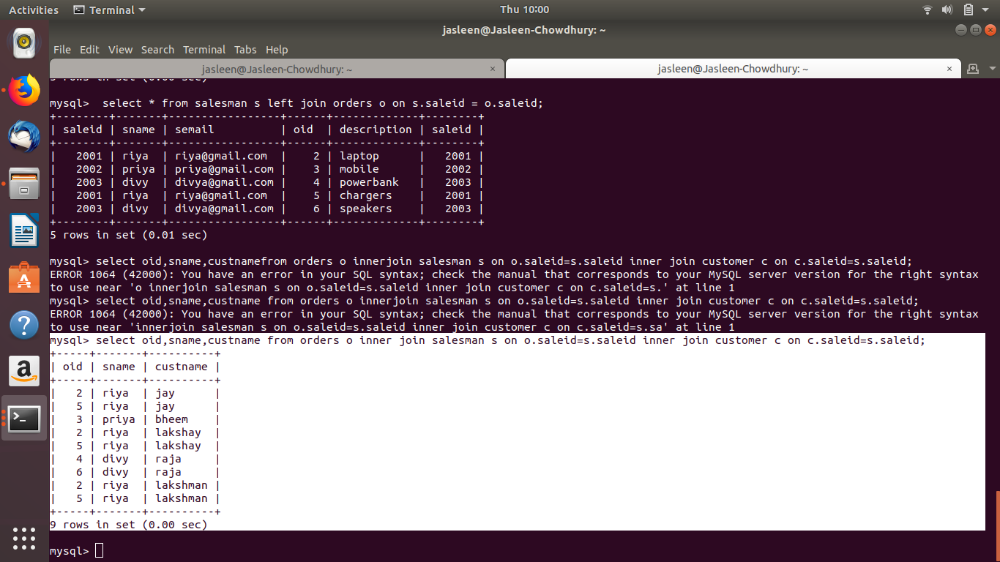 Activities Terminal Thu 10:00
jasleen@Jasleen-Chowdhury: ~
File Edit View Search Terminal Tabs Help
jasleen@Jasleen-Chowdhury: ~ × jasleen@Jasleen-Chowdhury: ~ ×
5 rows in set (0.00 sec)
mysql>  select * from salesman s left join orders o on s.saleid = o.saleid;
+--------+-------+-----------------+------+-------------+--------+
| saleid | sname | semail          | oid  | description | saleid |
+--------+-------+-----------------+------+-------------+--------+
|   2001 | riya  | riya@gmail.com  |    2 | laptop      |   2001 |
|   2002 | priya | priya@gmail.com |    3 | mobile      |   2002 |
|   2003 | divy  | divya@gmail.com |    4 | powerbank   |   2003 |
|   2001 | riya  | riya@gmail.com  |    5 | chargers    |   2001 |
|   2003 | divy  | divya@gmail.com |    6 | speakers    |   2003 |
+--------+-------+-----------------+------+-------------+--------+
5 rows in set (0.01 sec)
mysql> select oid,sname,custnamefrom orders o innerjoin salesman s on o.saleid=s.saleid inner join customer c on c.saleid=s.saleid;
ERROR 1064 (42000): You have an error in your SQL syntax; check the manual that corresponds to your MySQL server version for the right syntax
to use near 'o innerjoin salesman s on o.saleid=s.saleid inner join customer c on c.saleid=s.' at line 1
mysql> select oid,sname,custname from orders o innerjoin salesman s on o.saleid=s.saleid inner join customer c on c.saleid=s.saleid;
ERROR 1064 (42000): You have an error in your SQL syntax; check the manual that corresponds to your MySQL server version for the right syntax
to use near 'innerjoin salesman s on o.saleid=s.saleid inner join customer c on c.saleid=s.sa' at line 1
mysql> select oid,sname,custname from orders o inner join salesman s on o.saleid=s.saleid inner join customer c on c.saleid=s.saleid;
+-----+-------+----------+
| oid | sname | custname |
+-----+-------+----------+
|   2 | riya  | jay      |
|   5 | riya  | jay      |
|   3 | priya | bheem    |
|   2 | riya  | lakshay  |
|   5 | riya  | lakshay  |
|   4 | divy  | raja     |
|   6 | divy  | raja     |
|   2 | riya  | lakshman |
|   5 | riya  | lakshman |
+-----+-------+----------+
9 rows in set (0.00 sec)
mysql>